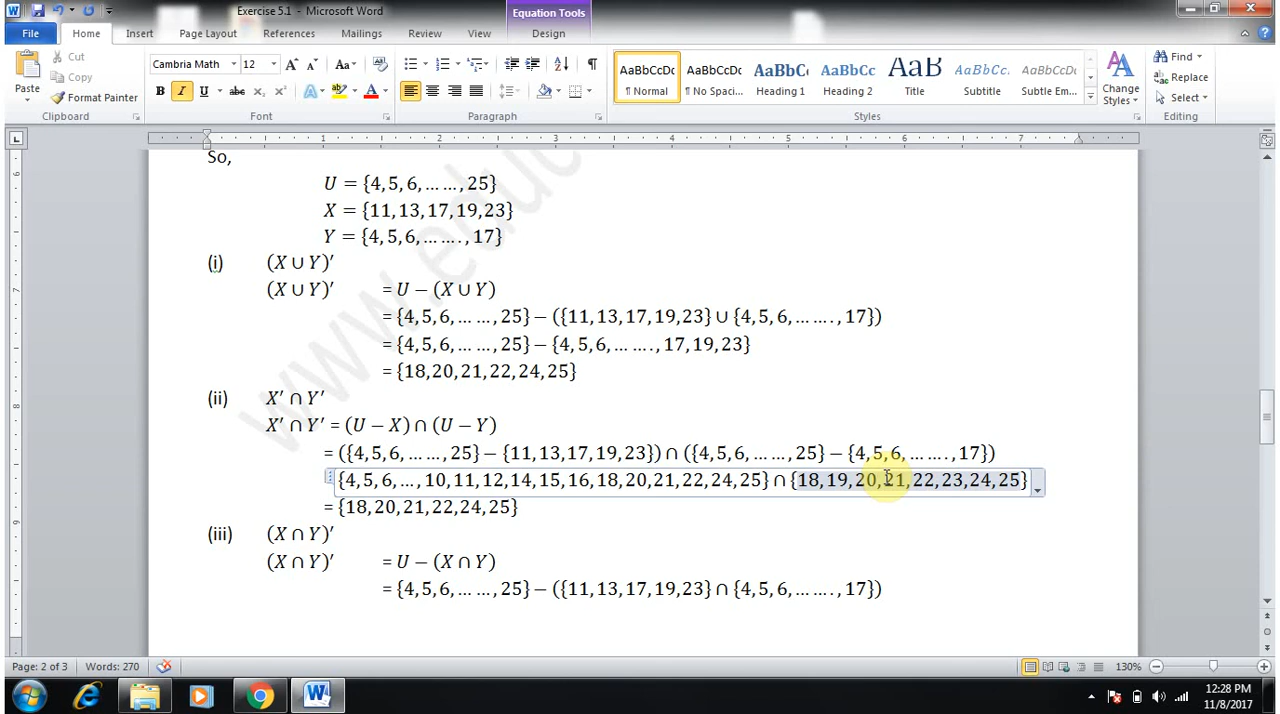 Exercise 5.1 - Microsoft Word
Equation Tools
File
Home
Insert
Page Layout
References
Mailings
Review
View
Design
Paste
Cut
Copy
Format Painter
Clipboard
Cambria Math
12
Font
Paragraph
AaBbCcDc
¶ Normal
AaBbCcDc
¶ No Spaci...
AaBbCc
Heading 1
AaBbCc
Heading 2
AaB
Title
AaBbCc.
Subtitle
AaBbCcDc
Subtle Em...
Change Styles
Styles
Find
Replace
Select
Editing
So,
U = {4, 5, 6, … … , 25}
X = {11, 13, 17, 19, 23}
Y = {4, 5, 6, … … . , 17}
(i) (X ∪ Y)′
(X ∪ Y)′ = U − (X ∪ Y)
= {4, 5, 6, … … , 25} − ({11, 13, 17, 19, 23} ∪ {4, 5, 6, … … . , 17})
= {4, 5, 6, … … , 25} − {4, 5, 6, … … . , 17, 19, 23}
= {18, 20, 21, 22, 24, 25}
(ii) X′ ∩ Y′
X′ ∩ Y′ = (U − X) ∩ (U − Y)
= ({4, 5, 6, … … , 25} − {11, 13, 17, 19, 23}) ∩ ({4, 5, 6, … … , 25} − {4, 5, 6, … … . , 17})
{4, 5, 6, … , 10, 11, 12, 14, 15, 16, 18, 20, 21, 22, 24, 25} ∩ {18, 19, 20, 21, 22, 23, 24, 25}
= {18, 20, 21, 22, 24, 25}
(iii) (X ∩ Y)′
(X ∩ Y)′ = U − (X ∩ Y)
= {4, 5, 6, … … , 25} − ({11, 13, 17, 19, 23} ∩ {4, 5, 6, … … . , 17})
www.educ
Page: 2 of 3
Words: 270
130%
12:28 PM
11/8/2017